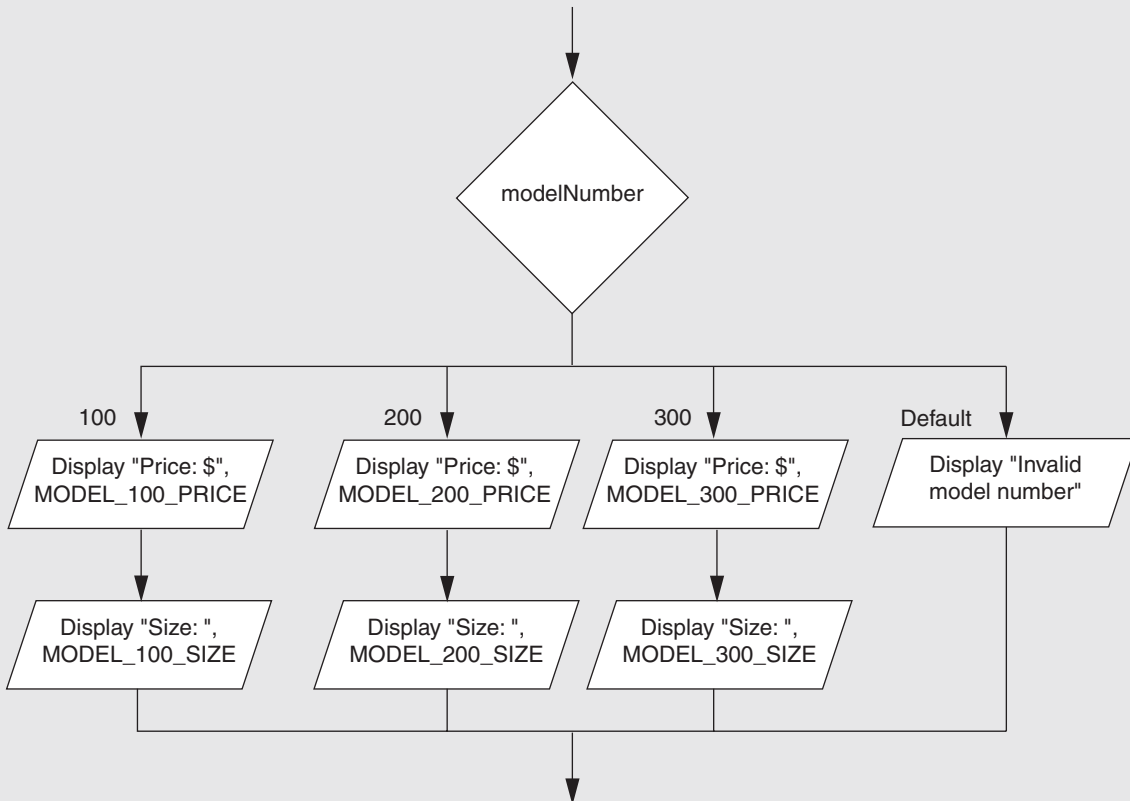 modelNumber
100
200
300
Default
Display "Price: $",
MODEL_100_PRICE
Display "Price: $",
MODEL_200_PRICE
Display "Price: $",
MODEL_300_PRICE
Display "Invalid
model number"
Display "Size: ",
MODEL_100_SIZE
Display "Size: ",
MODEL_200_SIZE
Display "Size: ",
MODEL_300_SIZE